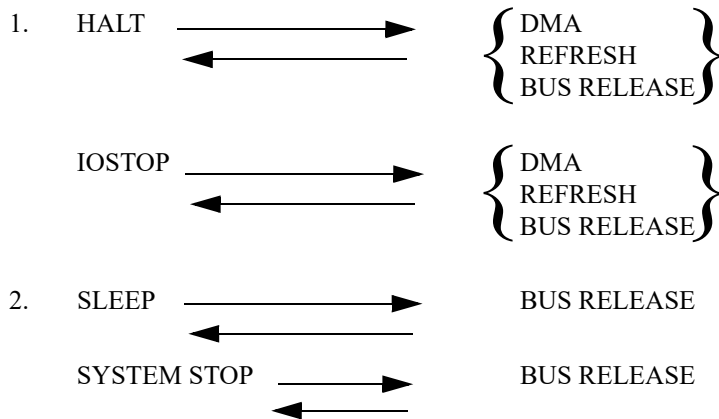 1. HALT DMA
REFRESH
BUS RELEASE
IOSTOP DMA
REFRESH
BUS RELEASE
2. SLEEP BUS RELEASE
SYSTEM STOP BUS RELEASE